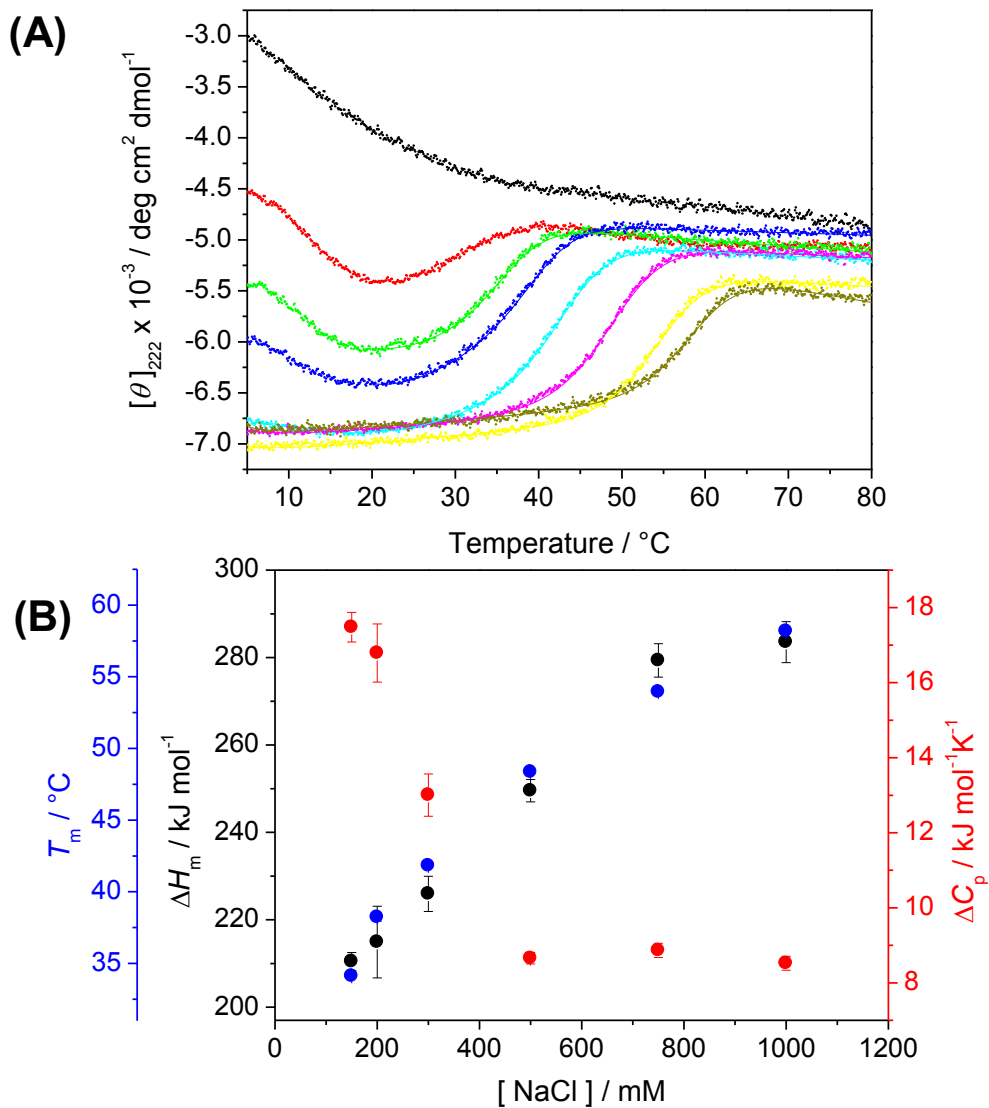 (A)
[θ]₂₂₂ x 10⁻³ / deg cm² dmol⁻¹
-3.0
-3.5
-4.0
-4.5
-5.0
-5.5
-6.0
-6.5
-7.0
10 20 30 40 50 60 70 80
Temperature / °C
(B)
Tₘ / °C
60
55
50
45
40
35
ΔHₘ / kJ mol⁻¹
300
280
260
240
220
200
18
16
14
12
10
8
ΔCₚ / kJ mol⁻¹K⁻¹
0 200 400 600 800 1000 1200
[ NaCl ] / mM